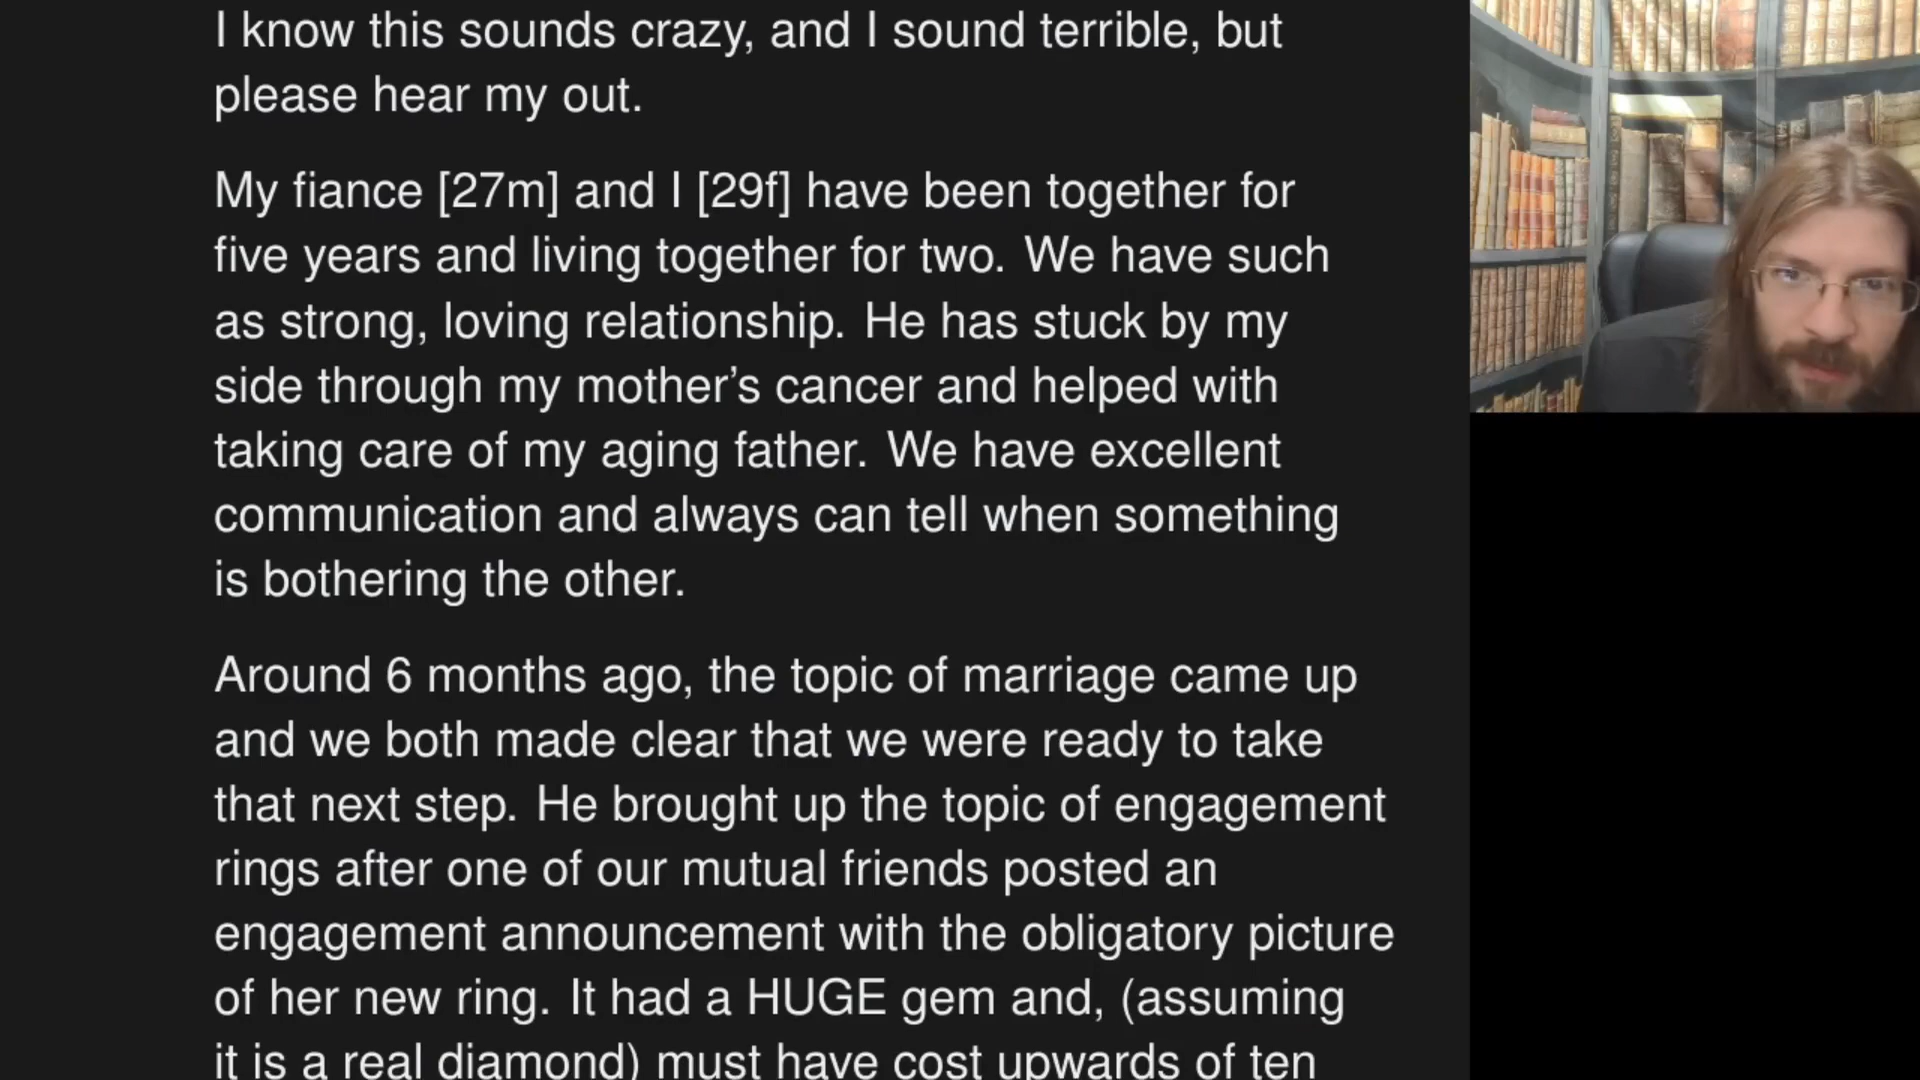 I know this sounds crazy, and I sound terrible, but
please hear my out.
My fiance [27m] and I [29f] have been together for
five years and living together for two. We have such
as strong, loving relationship. He has stuck by my
side through my mother’s cancer and helped with
taking care of my aging father. We have excellent
communication and always can tell when something
is bothering the other.
Around 6 months ago, the topic of marriage came up
and we both made clear that we were ready to take
that next step. He brought up the topic of engagement
rings after one of our mutual friends posted an
engagement announcement with the obligatory picture
of her new ring. It had a HUGE gem and, (assuming
it is a real diamond) must have cost upwards of ten